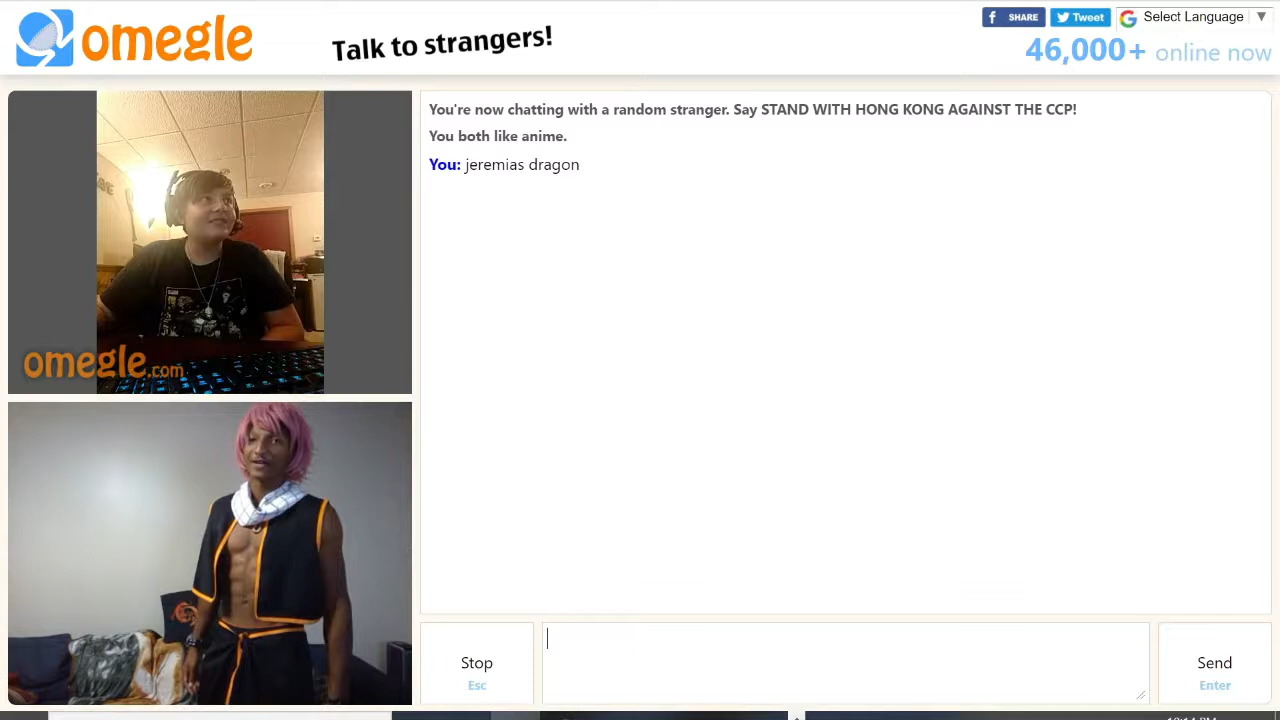 omegle
Talk to strangers!
f SHARE
Tweet
G Select Language ▼
46,000+ online now
You're now chatting with a random stranger. Say STAND WITH HONG KONG AGAINST THE CCP!
You both like anime.
You: jeremias dragon
omegle.com
Stop
Esc
Send
Enter